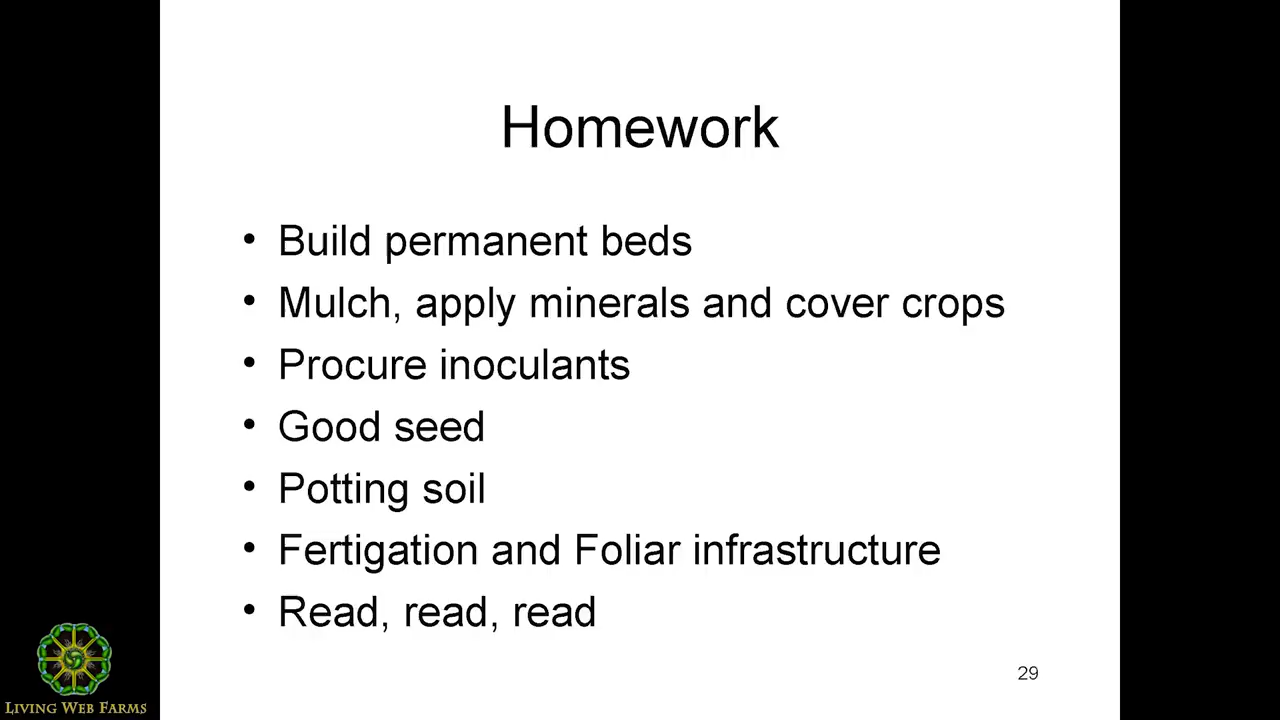 Homework
• Build permanent beds
• Mulch, apply minerals and cover crops
• Procure inoculants
• Good seed
• Potting soil
• Fertigation and Foliar infrastructure
• Read, read, read
29
LIVING WEB FARMS